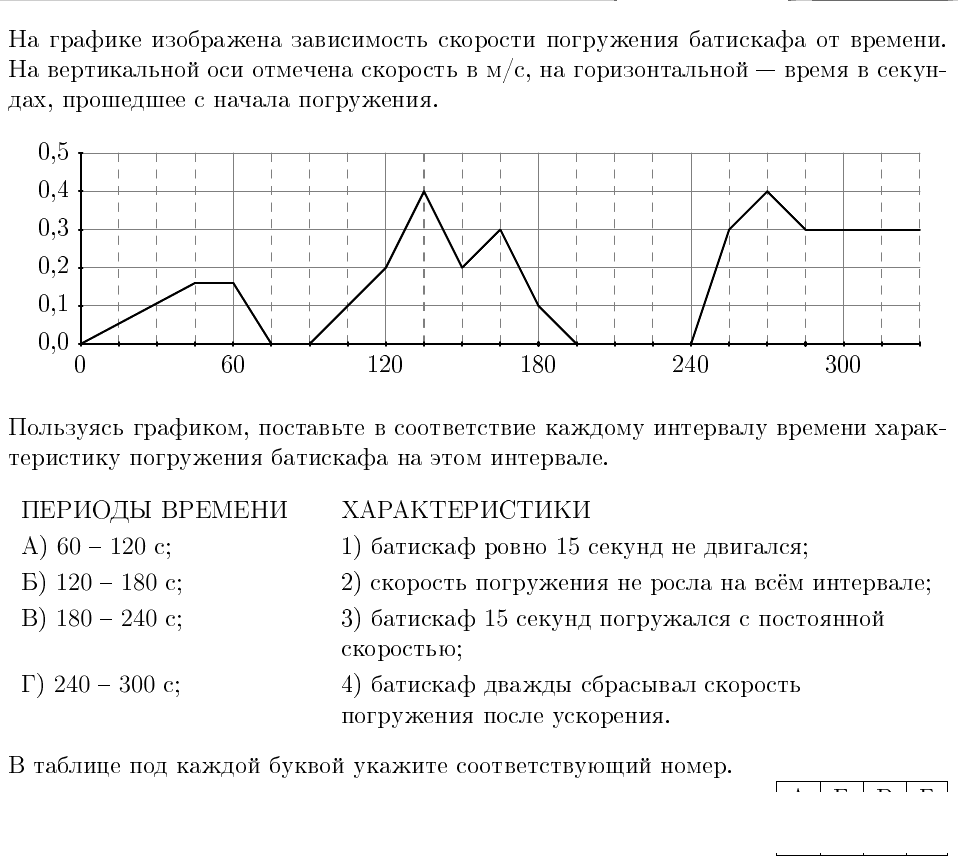 На графике изображена зависимость скорости погружения батискафа от времени.
На вертикальной оси отмечена скорость в м/с, на горизонтальной — время в секун-
дах, прошедшее с начала погружения.
0,5
0,4
0,3
0,2
0,1
0,0
0 60 120 180 240 300
Пользуясь графиком, поставьте в соответствие каждому интервалу времени харак-
теристику погружения батискафа на этом интервале.
ПЕРИОДЫ ВРЕМЕНИ ХАРАКТЕРИСТИКИ
А) 60 – 120 с; 1) батискаф ровно 15 секунд не двигался;
Б) 120 – 180 с; 2) скорость погружения не росла на всём интервале;
В) 180 – 240 с; 3) батискаф 15 секунд погружался с постоянной
скоростью;
Г) 240 – 300 с; 4) батискаф дважды сбрасывал скорость
погружения после ускорения.
В таблице под каждой буквой укажите соответствующий номер.